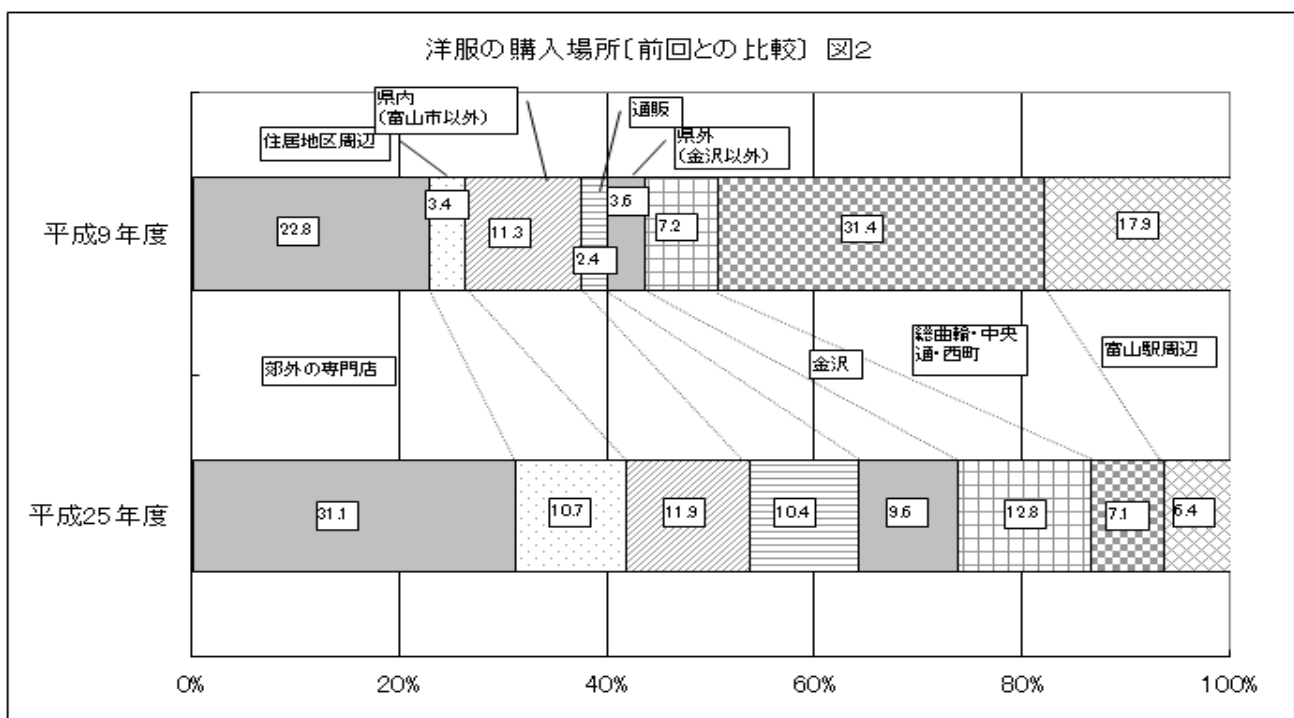 洋服の購入場所〔前回との比較〕 図2
県内
(富山市以外)
通販
住居地区周辺
県外
(金沢以外)
平成9年度
22.8
3.4
11.3
2.4
3.6
7.2
31.4
17.9
郊外の専門店
金沢
総曲輪・中央
通・西町
富山駅周辺
平成25年度
31.1
10.7
11.9
10.4
9.6
12.8
7.1
6.4
0%
20%
40%
60%
80%
100%